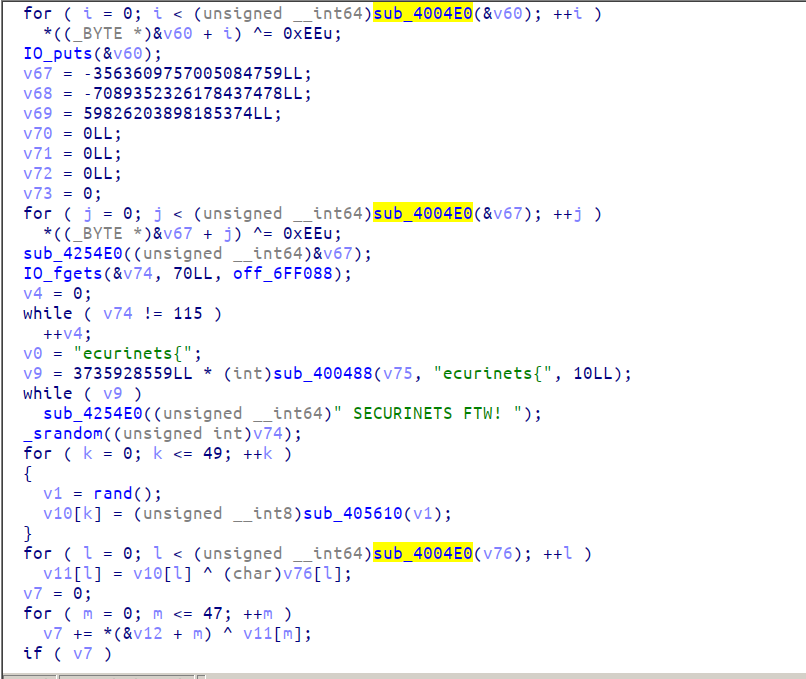 for ( i = 0; i < (unsigned __int64)sub_4004E0(&v60); ++i )
*((_BYTE *)&v60 + i) ^= 0xEEu;
IO_puts(&v60);
v67 = -3563609757005084759LL;
v68 = -7089352326178437478LL;
v69 = 59826203898185374LL;
v70 = 0LL;
v71 = 0LL;
v72 = 0LL;
v73 = 0;
for ( j = 0; j < (unsigned __int64)sub_4004E0(&v67); ++j )
*((_BYTE *)&v67 + j) ^= 0xEEu;
sub_4254E0((unsigned __int64)&v67);
IO_fgets(&v74, 70LL, off_6FF088);
v4 = 0;
while ( v74 != 115 )
++v4;
v0 = "ecurinets{";
v9 = 3735928559LL * (int)sub_400488(v75, "ecurinets{", 10LL);
while ( v9 )
sub_4254E0((unsigned __int64)" SECURINETS FTW! ");
_srandom((unsigned int)v74);
for ( k = 0; k <= 49; ++k )
{
v1 = rand();
v10[k] = (unsigned __int8)sub_405610(v1);
}
for ( l = 0; l < (unsigned __int64)sub_4004E0(v76); ++l )
v11[l] = v10[l] ^ (char)v76[l];
v7 = 0;
for ( m = 0; m <= 47; ++m )
v7 += *(&v12 + m) ^ v11[m];
if ( v7 )